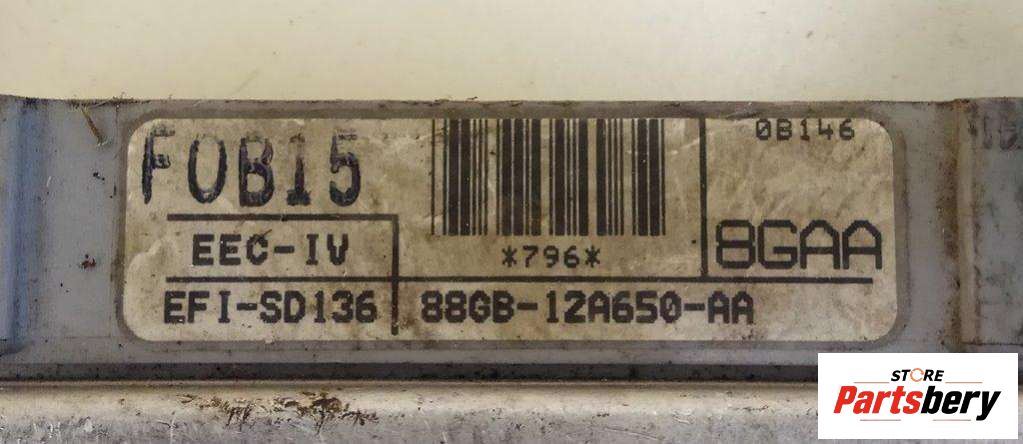 F0B15
0B146
EEC-IV
*796*
8GAA
EFI-SD136
88GB-12A650-AA
STORE
Partsbery